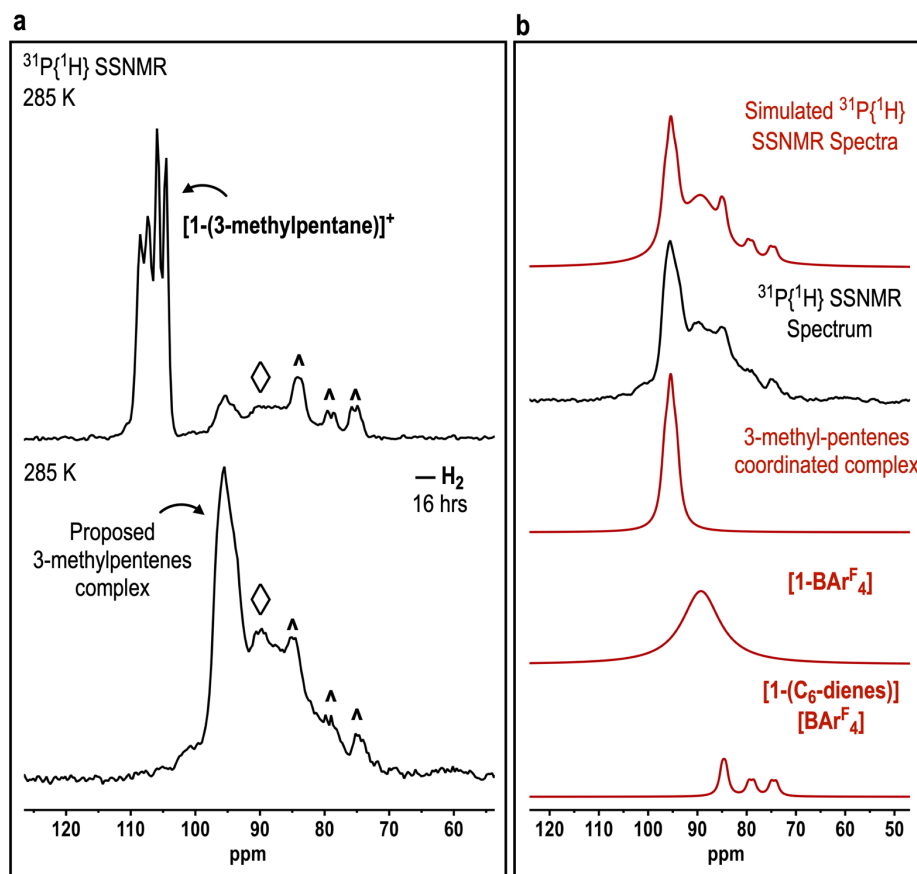 a
³¹P{¹H} SSNMR
285 K
[1-(3-methylpentane)]⁺
◇
^
^
^
285 K
— H₂
16 hrs
Proposed
3-methylpentenes
complex
◇
^
^
^
120 110 100 90 80 70 60
ppm
b
Simulated ³¹P{¹H}
SSNMR Spectra
³¹P{¹H} SSNMR
Spectrum
3-methyl-pentenes
coordinated complex
[1-BArᶠ₄]
[1-(C₆-dienes)]
[BArᶠ₄]
120 110 100 90 80 70 60 50
ppm